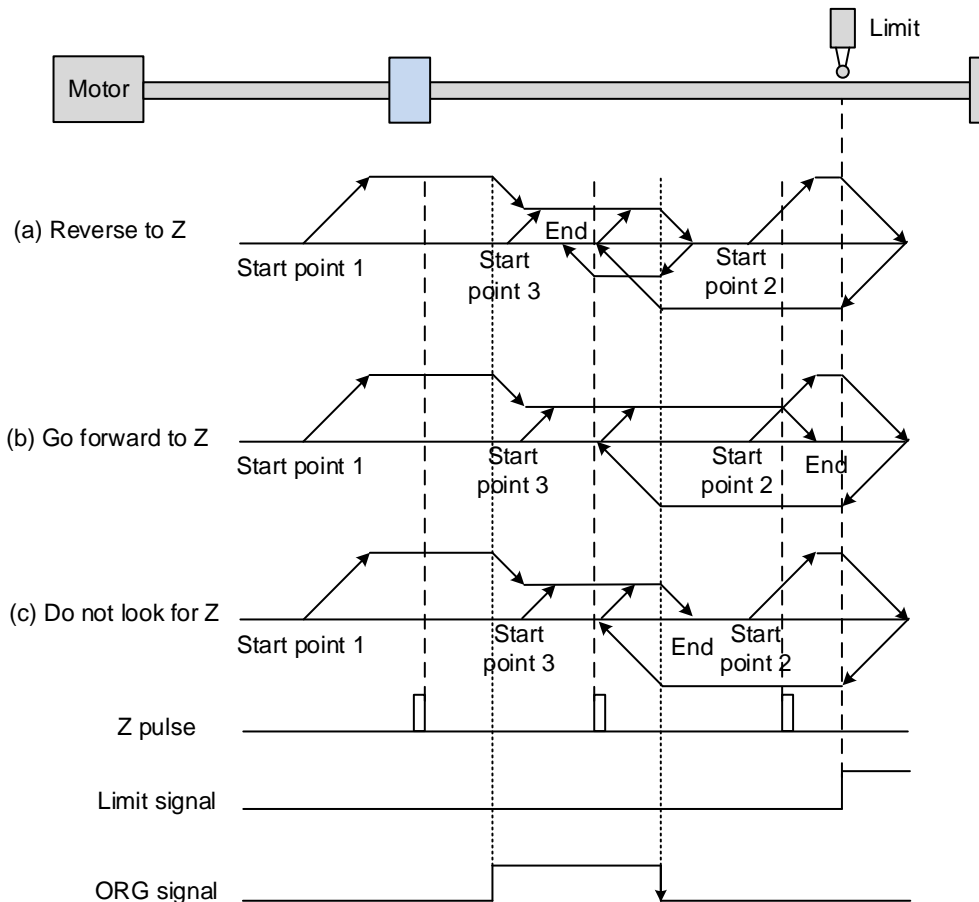 Limit
Motor
(a) Reverse to Z
End
Start point 1
Start
point 3
Start
point 2
(b) Go forward to Z
Start point 1
Start
point 3
Start
point 2
End
(c) Do not look for Z
Start point 1
Start
point 3
End
Start
point 2
Z pulse
Limit signal
ORG signal